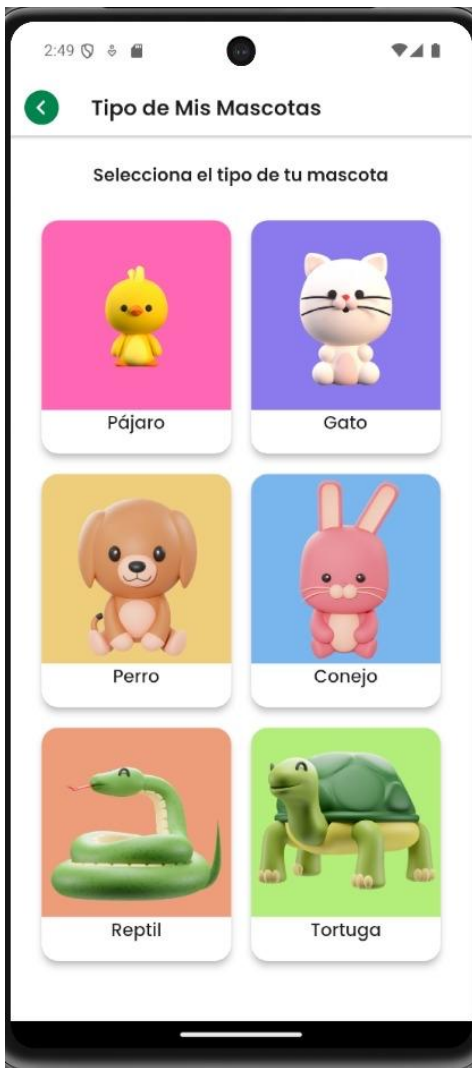 2:49
Tipo de Mis Mascotas
Selecciona el tipo de tu mascota
Pájaro
Gato
Perro
Conejo
Reptil
Tortuga